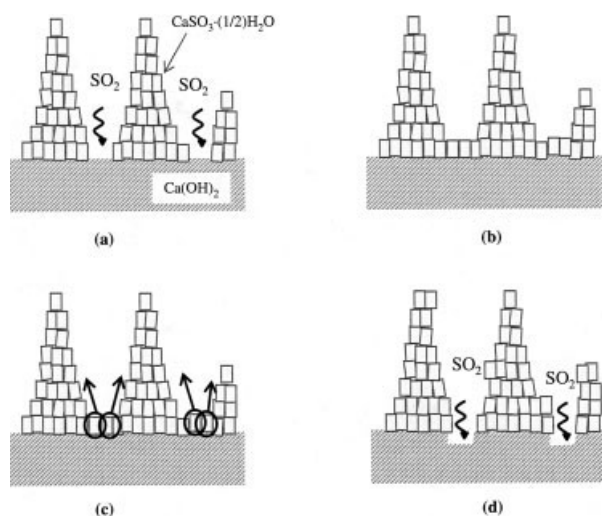 CaSO₃-(1/2)H₂O
SO₂ SO₂
Ca(OH)₂
(a) (b)
SO₂ SO₂
(c) (d)